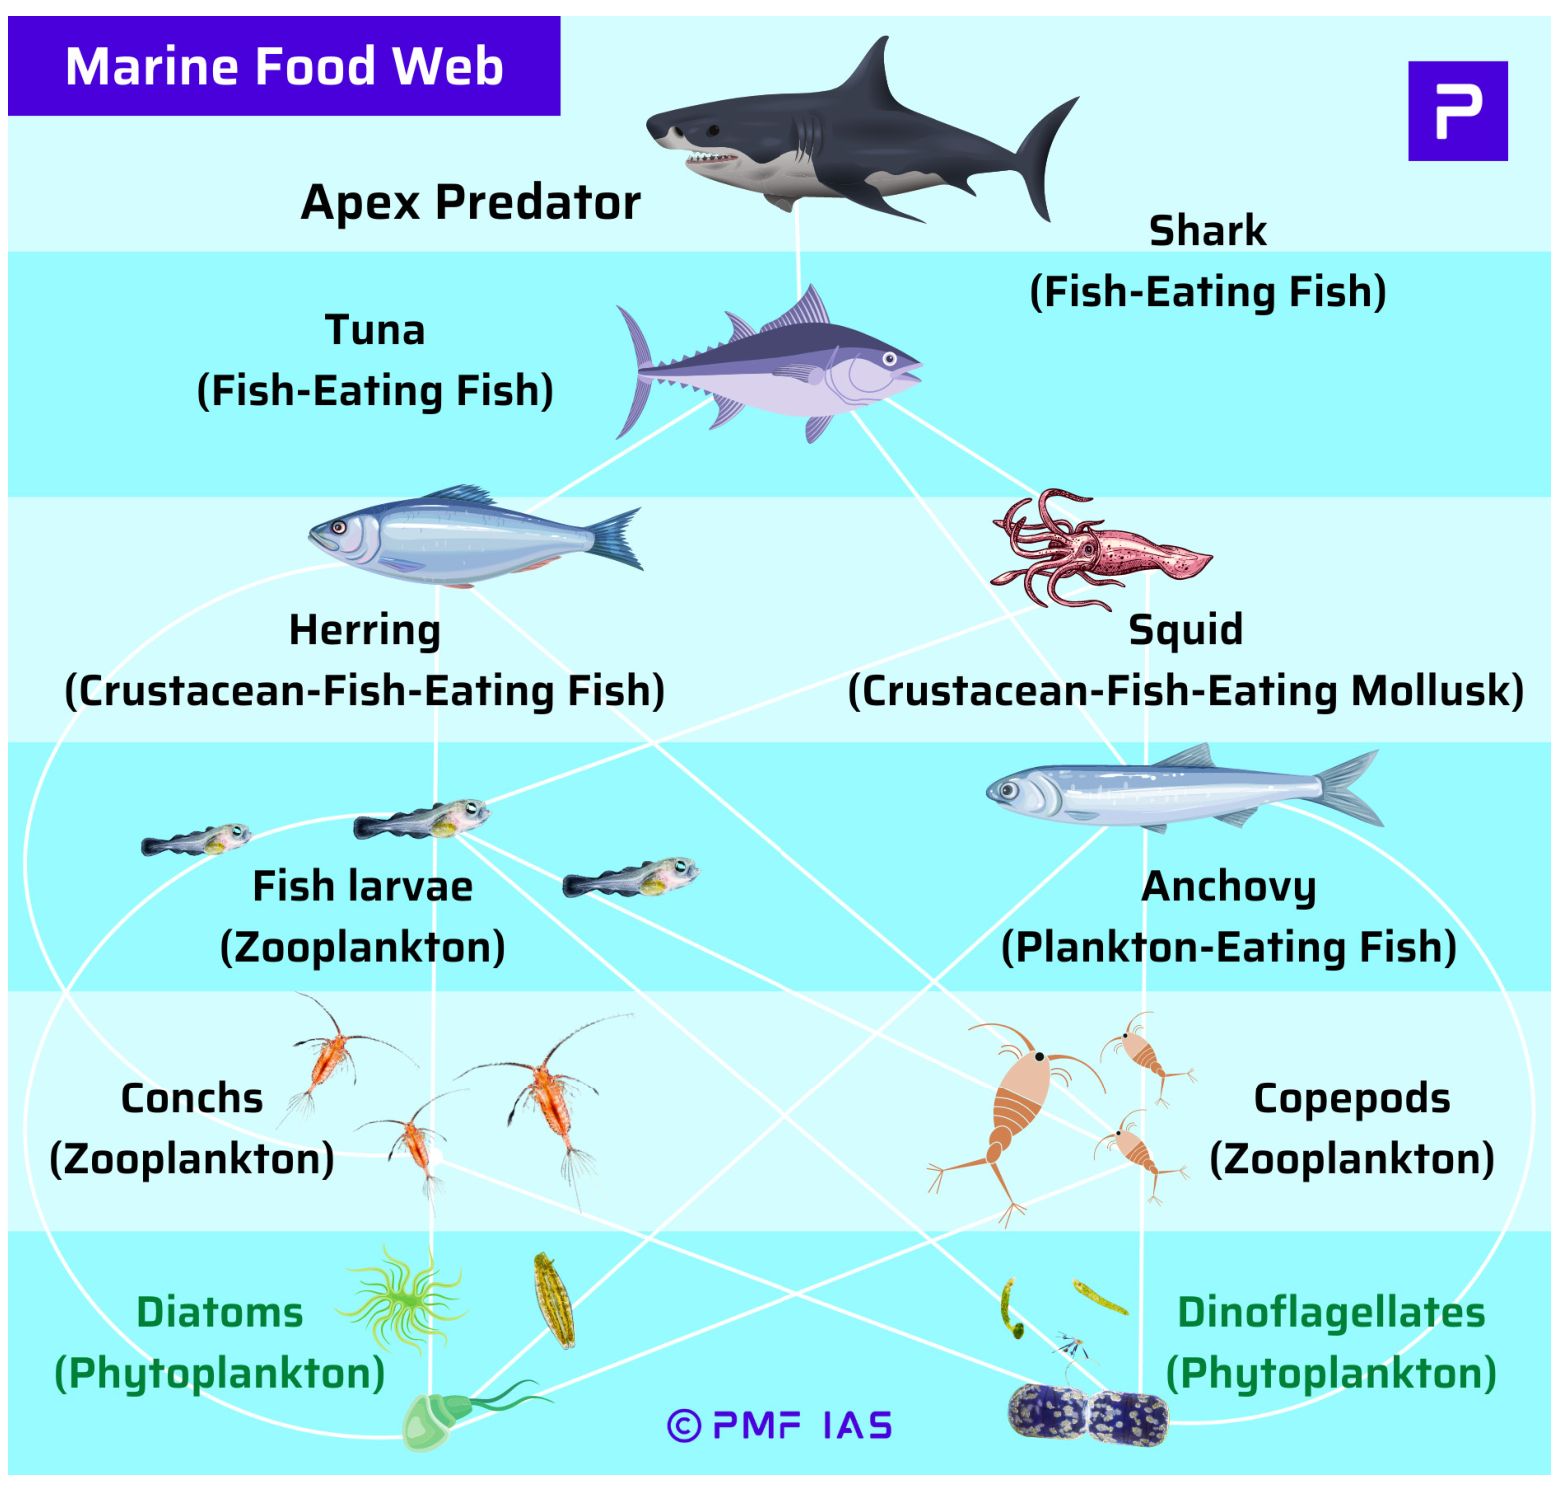 Marine Food Web
P
Apex Predator
Shark
(Fish-Eating Fish)
Tuna
(Fish-Eating Fish)
Herring
(Crustacean-Fish-Eating Fish)
Squid
(Crustacean-Fish-Eating Mollusk)
Fish larvae
(Zooplankton)
Anchovy
(Plankton-Eating Fish)
Conchs
(Zooplankton)
Copepods
(Zooplankton)
Diatoms
(Phytoplankton)
Dinoflagellates
(Phytoplankton)
© PMF IAS